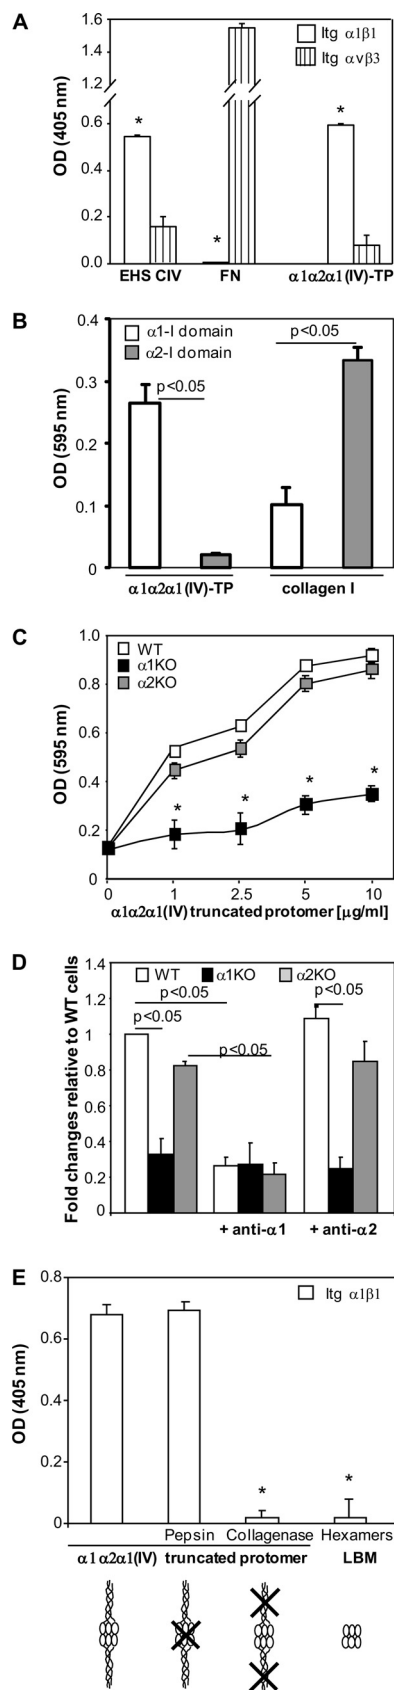 A
OD (405 nm)
1.6
1.4
1.2
0.6
0.4
0.2
0.0
Itg α1β1
Itg αvβ3
*
*
*
EHS CIV
FN
α1α2α1(IV)-TP
B
OD (595 nm)
0.4
0.3
0.2
0.1
0
α1-I domain
α2-I domain
p<0.05
p<0.05
α1α2α1(IV)-TP
collagen I
C
OD (595 nm)
1.0
0.8
0.6
0.4
0.2
0
WT
α1KO
α2KO
* * * *
0 1 2.5 5 10
α1α2α1(IV) truncated protomer [µg/ml]
D
Fold changes relative to WT cells
1.4
1.2
1
0.8
0.6
0.4
0.2
0
WT α1KO α2KO
p<0.05
p<0.05
p<0.05
p<0.05
+ anti-α1
+ anti-α2
E
OD (405 nm)
0.8
0.6
0.4
0.2
0
Itg α1β1
*
*
Pepsin Collagenase Hexamers
α1α2α1(IV) truncated protomer LBM